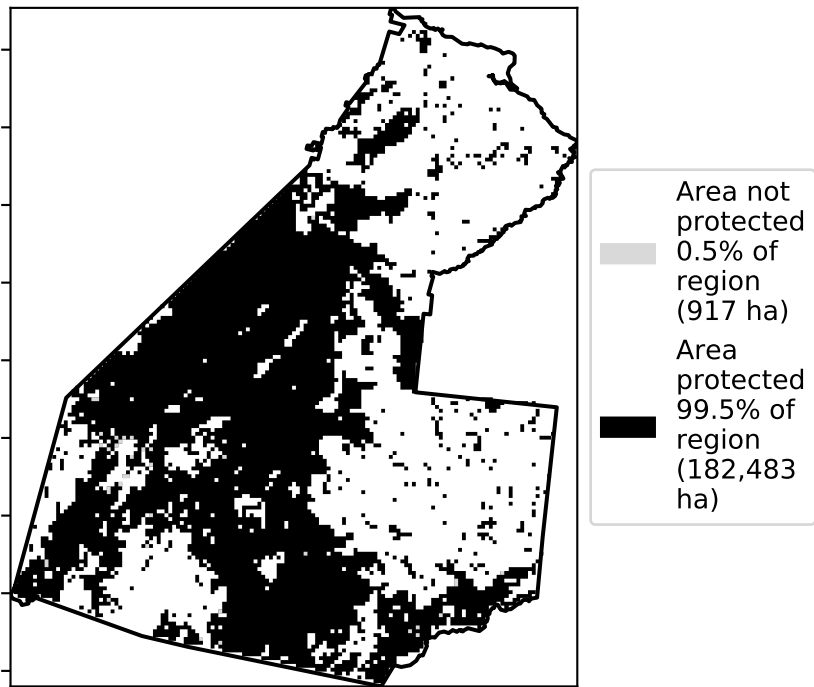 Area not
protected
0.5% of
region
(917 ha)
Area
protected
99.5% of
region
(182,483
ha)